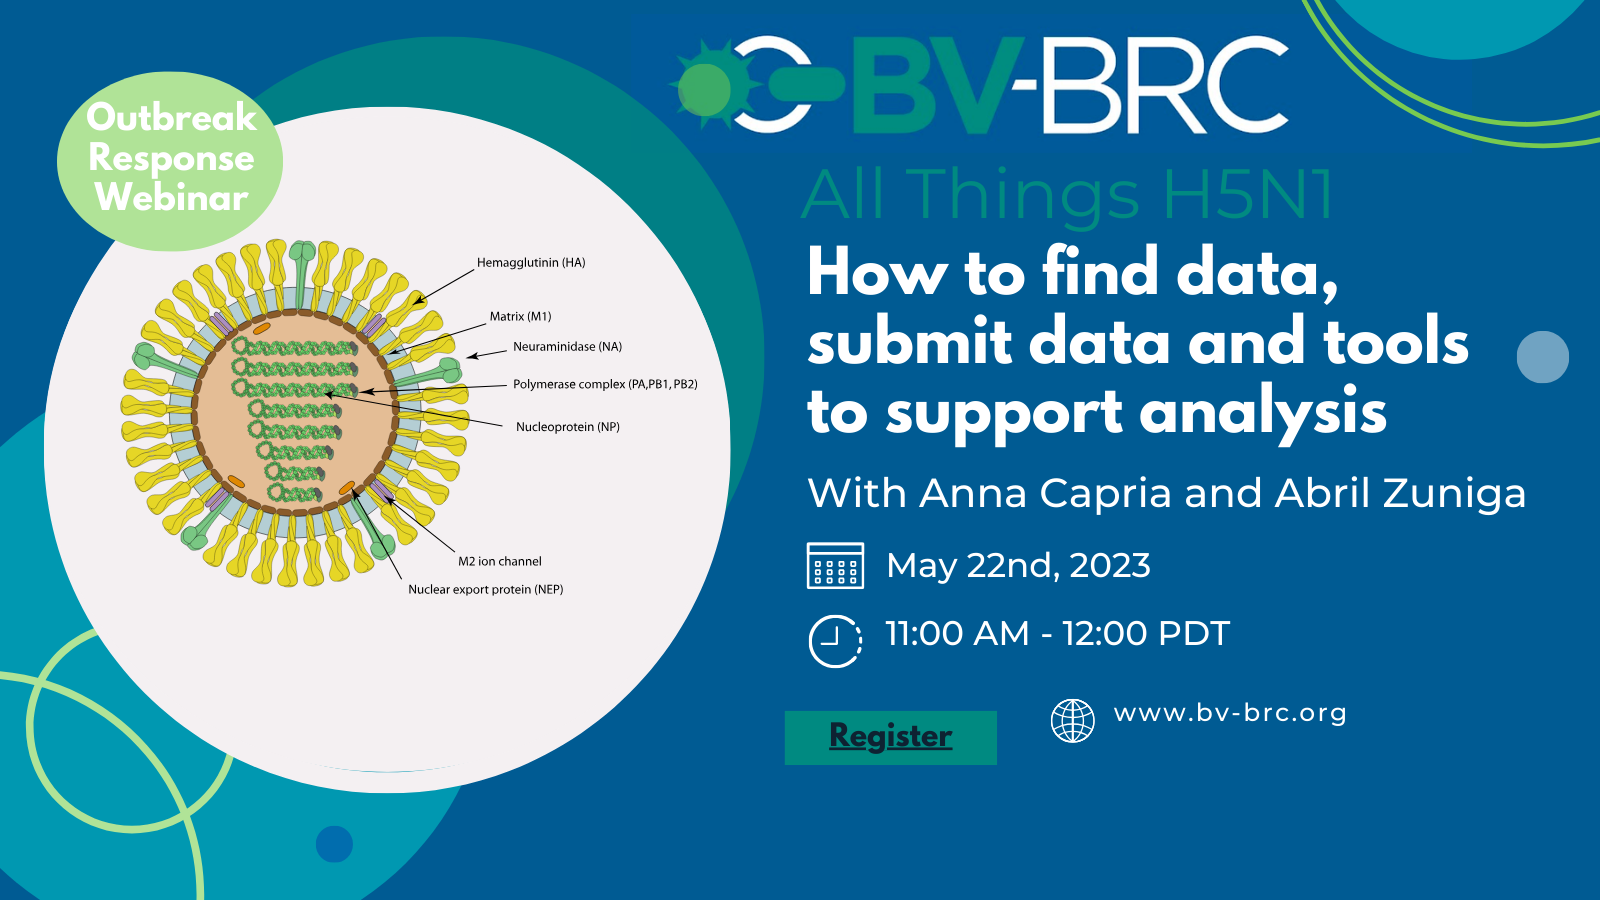 Outbreak
Response
Webinar
BV-BRC
All Things H5N1
How to find data,
submit data and tools
to support analysis
With Anna Capria and Abril Zuniga
May 22nd, 2023
11:00 AM - 12:00 PDT
Register
www.bv-brc.org
Hemagglutinin (HA)
Matrix (M1)
Neuraminidase (NA)
Polymerase complex (PA,PB1, PB2)
Nucleoprotein (NP)
M2 ion channel
Nuclear export protein (NEP)